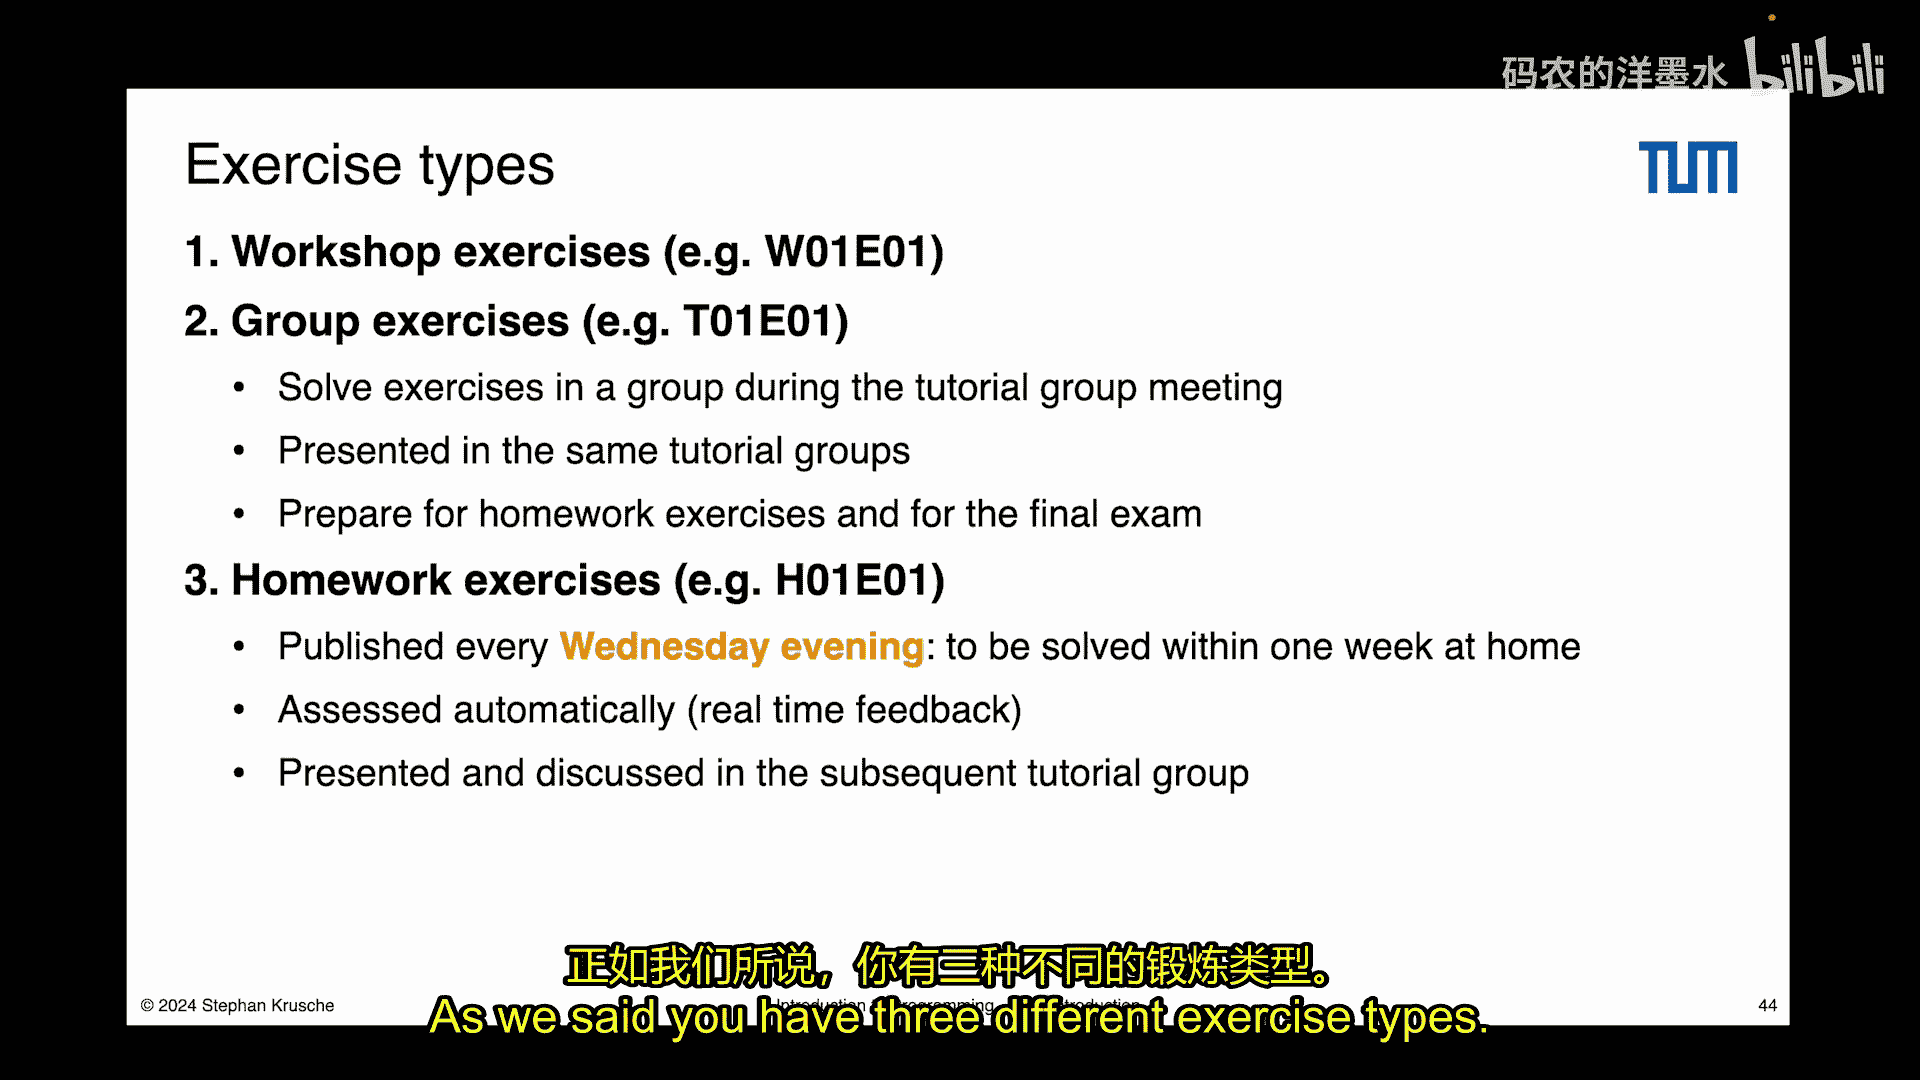 码农的洋墨水 bilibili
Exercise types
TUM
1. Workshop exercises (e.g. W01E01)
2. Group exercises (e.g. T01E01)
• Solve exercises in a group during the tutorial group meeting
• Presented in the same tutorial groups
• Prepare for homework exercises and for the final exam
3. Homework exercises (e.g. H01E01)
• Published every Wednesday evening: to be solved within one week at home
• Assessed automatically (real time feedback)
• Presented and discussed in the subsequent tutorial group
正如我们所说，你有三种不同的锻炼类型。
© 2024 Stephan Krusche
44
As we said you have three different exercise types.